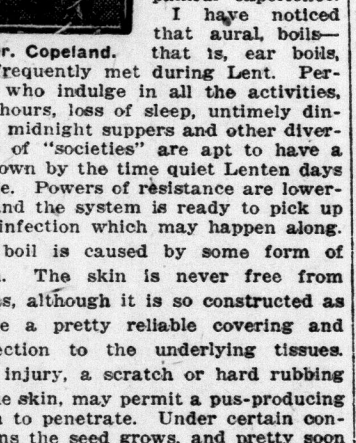 I have noticed
that aural boils—
r. Copeland. that is, ear boils,
requently met during Lent. Per-
who indulge in all the activities,
hours, loss of sleep, untimely din-
midnight suppers and other diver-
of "societies" are apt to have a
own by the time quiet Lenten days
e. Powers of resistance are lower-
nd the system is ready to pick up
infection which may happen along.
boil is caused by some form of
. The skin is never free from
s, although it is so constructed as
e a pretty reliable covering and
ection to the underlying tissues.
injury, a scratch or hard rubbing
e skin, may permit a pus-producing
to penetrate. Under certain con-
ns the seed grows, and pretty soon